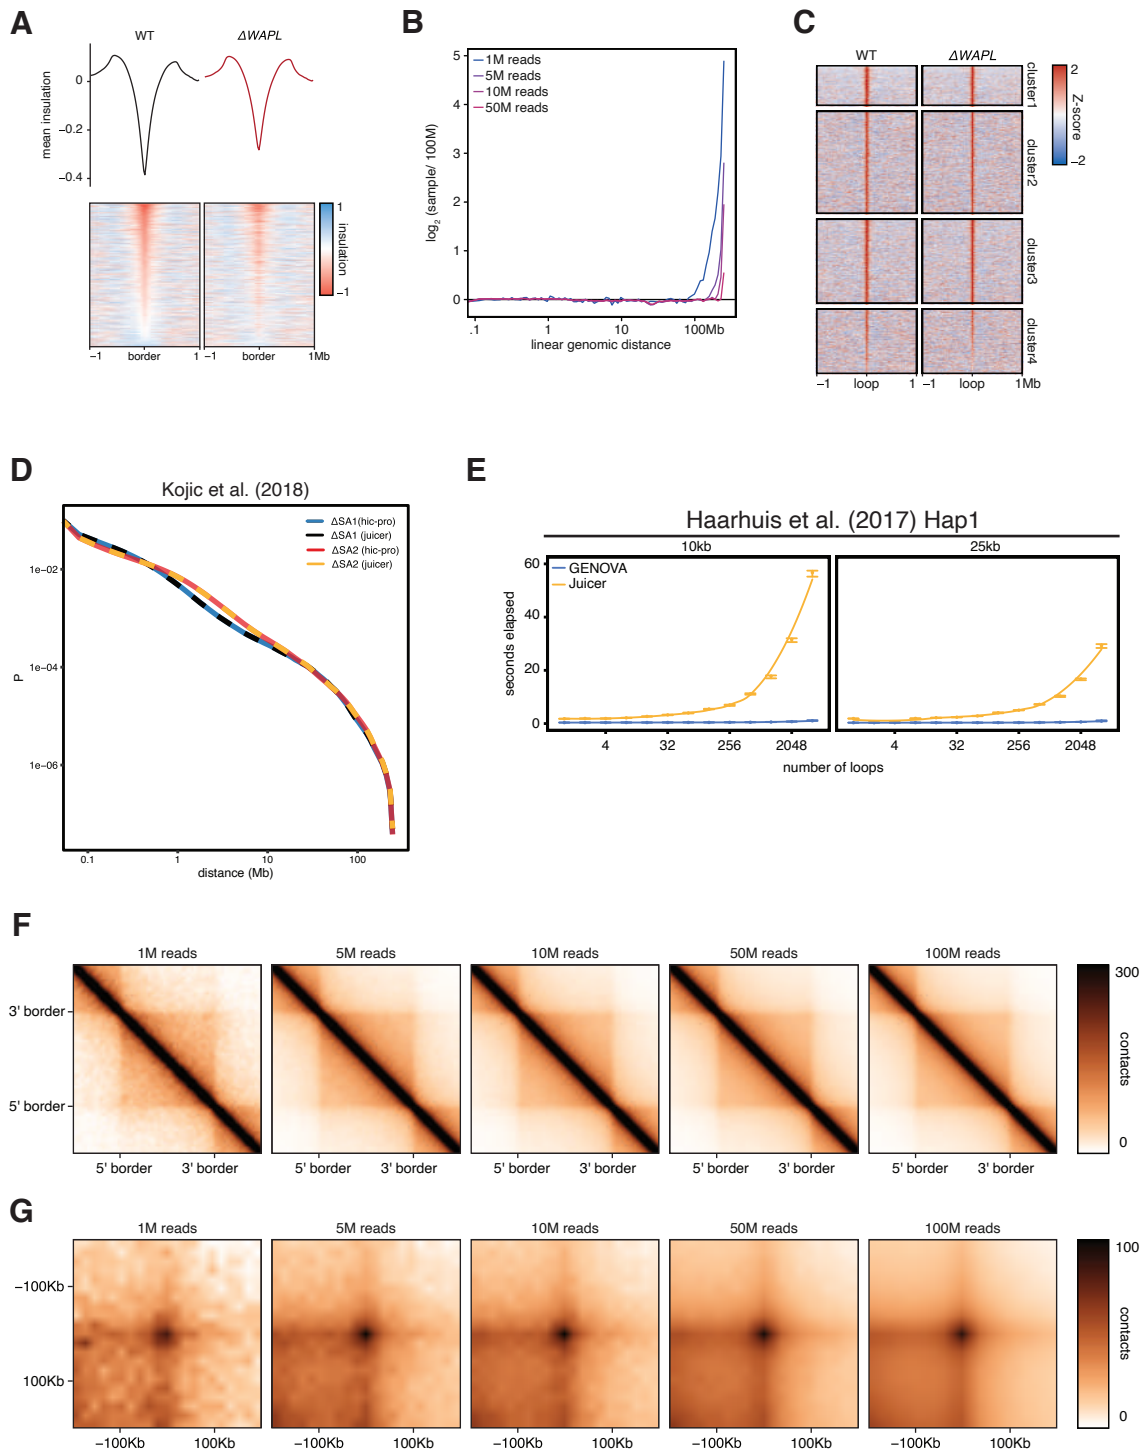 A
WT
ΔWAPL
mean insulation
0
−0.2
−0.4
1
insulation
−1
−1
border
1
−1
border
1Mb
B
5
4
3
2
1
0
log2 (sample/ 100M)
1M reads
5M reads
10M reads
50M reads
.1
1
10
100Mb
linear genomic distance
C
WT
ΔWAPL
cluster1
cluster2
cluster3
cluster4
2
Z-score
−2
−1
loop
1
−1
loop
1Mb
D
Kojic et al. (2018)
ΔSA1(hic-pro)
ΔSA1 (juicer)
ΔSA2 (hic-pro)
ΔSA2 (juicer)
1e−02
1e−04
1e−06
P
0.1
1
10
100
distance (Mb)
E
Haarhuis et al. (2017) Hap1
10kb
25kb
GENOVA
Juicer
60
40
20
0
seconds elapsed
4
32
256
2048
4
32
256
2048
number of loops
F
1M reads
5M reads
10M reads
50M reads
100M reads
3' border
5' border
5' border
3' border
5' border
3' border
5' border
3' border
5' border
3' border
5' border
3' border
300
contacts
0
G
1M reads
5M reads
10M reads
50M reads
100M reads
−100Kb
100Kb
−100Kb
100Kb
−100Kb
100Kb
−100Kb
100Kb
−100Kb
100Kb
−100Kb
100Kb
100
contacts
0